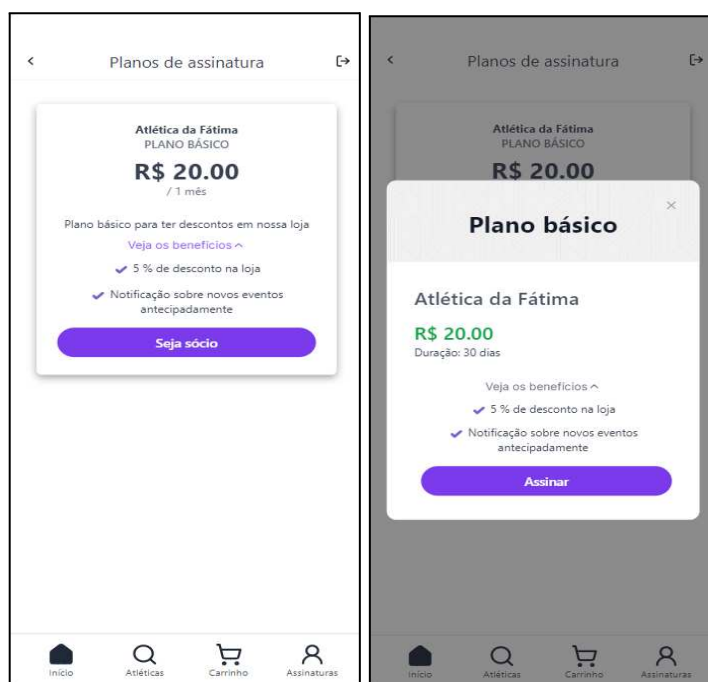 Planos de assinatura
Atlética da Fátima
PLANO BÁSICO
R$ 20.00
/ 1 mês
Plano básico para ter descontos em nossa loja
Veja os benefícios
5 % de desconto na loja
Notificação sobre novos eventos
antecipadamente
Seja sócio
Início
Atléticas
Carrinho
Assinaturas
Planos de assinatura
Atlética da Fátima
PLANO BÁSICO
R$ 20.00
Plano básico
×
Atlética da Fátima
R$ 20.00
Duração: 30 dias
Veja os benefícios
5 % de desconto na loja
Notificação sobre novos eventos
antecipadamente
Assinar
Início
Atléticas
Carrinho
Assinaturas